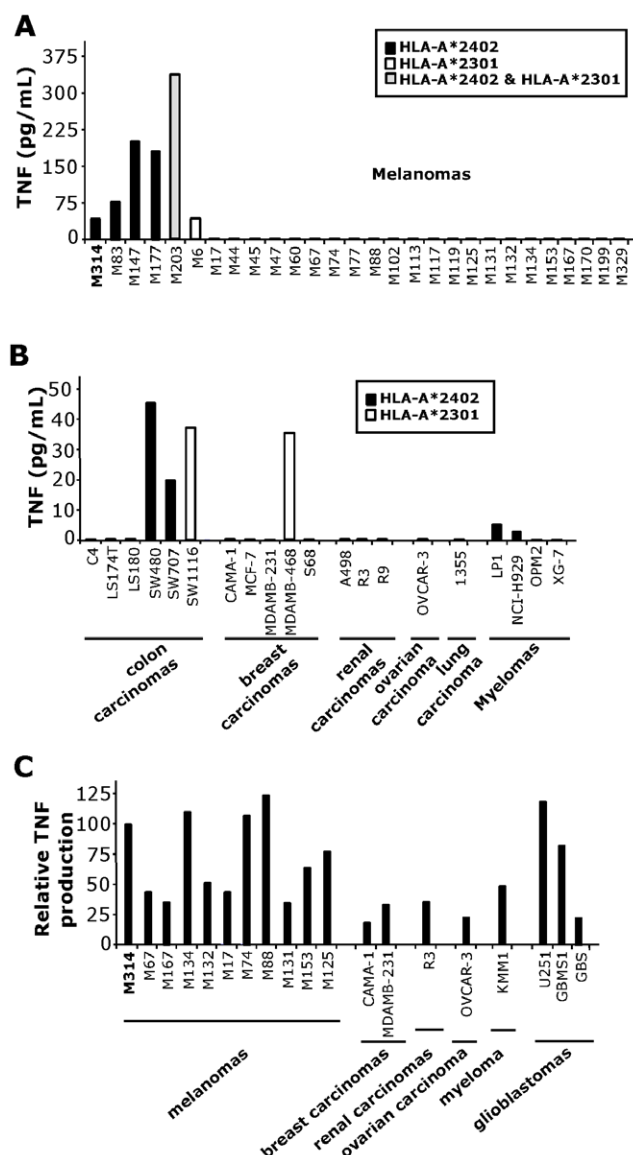 A
TNF (pg/mL)
375
300
225
150
75
0
HLA-A*2402
HLA-A*2301
HLA-A*2402 & HLA-A*2301
Melanomas
M314
M83
M147
M177
M203
M6
M17
M44
M45
M47
M60
M67
M74
M77
M88
M102
M113
M117
M119
M125
M131
M132
M134
M153
M167
M170
M199
M329
B
TNF (pg/mL)
50
40
30
20
10
0
HLA-A*2402
HLA-A*2301
C4
LS174T
LS180
SW480
SW707
SW1116
CAMA-1
MCF-7
MDAMB-231
MDAMB-468
S68
A498
R3
R9
OVCAR-3
1355
LP1
NCI-H929
OPM2
XG-7
colon
carcinomas
breast
carcinomas
renal
carcinomas
ovarian
carcinoma
lung
carcinoma
Myelomas
C
Relative TNF
production
125
100
75
50
25
0
M314
M67
M167
M134
M132
M17
M74
M88
M131
M153
M125
CAMA-1
MDAMB-231
R3
OVCAR-3
KMM1
U251
GBMS1
GBS
melanomas
breast carcinomas
renal carcinomas
ovarian carcinoma
myeloma
glioblastomas